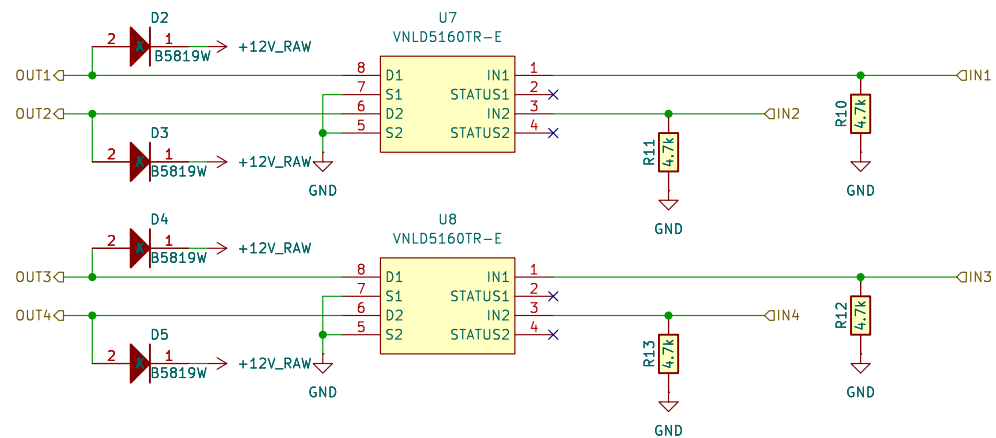 D2
2 1 +12V_RAW
B5819W
OUT1
OUT2
D3
2 1 +12V_RAW
B5819W
U7
VNLD5160TR-E
8 D1 IN1 1
7 S1 STATUS1 2
6 D2 IN2 3
5 S2 STATUS2 4
GND
IN1
IN2
R10
4.7k
GND
R11
4.7k
GND
D4
2 1 +12V_RAW
B5819W
OUT3
OUT4
D5
2 1 +12V_RAW
B5819W
U8
VNLD5160TR-E
8 D1 IN1 1
7 S1 STATUS1 2
6 D2 IN2 3
5 S2 STATUS2 4
GND
IN3
IN4
R12
4.7k
GND
R13
4.7k
GND